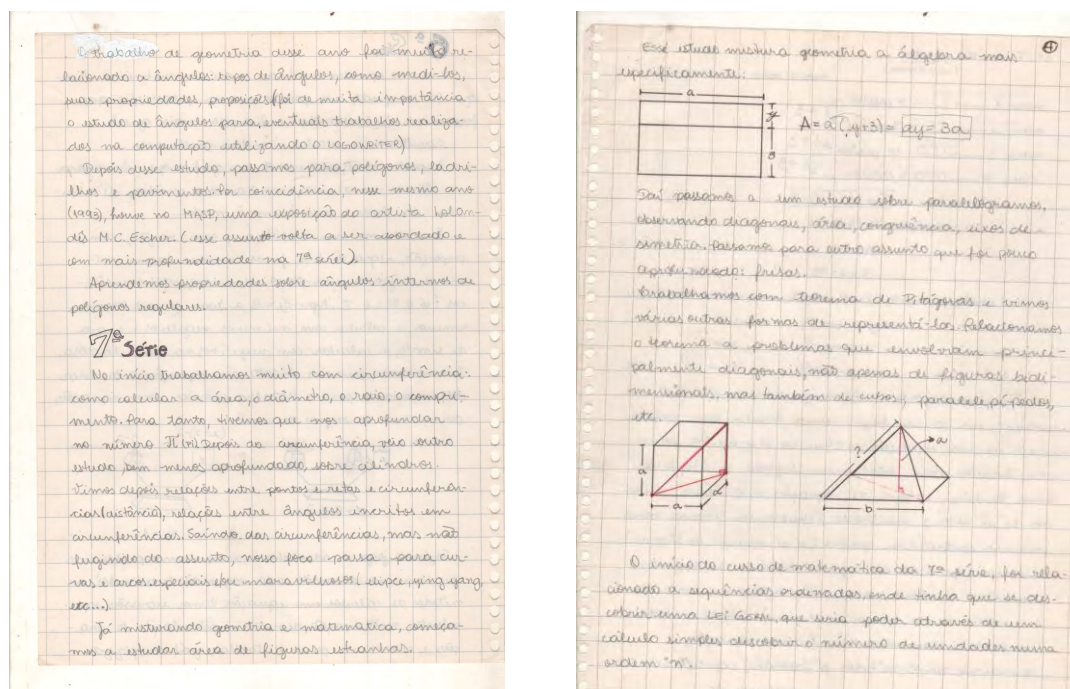 O trabalho de geometria desse ano foi muito re-
lacionado a ângulos: tipos de ângulos, como medi-los,
suas propriedades, proposições (foi de muita importância
o estudo de ângulos para, eventuais trabalhos realiza-
dos na computação utilizando o LOGOWRITER)
Depois desse estudo, passamos para polígonos, ladri-
lhos e pavimentos. Por coincidência, nesse mesmo ano
(1993), houve no MASP, uma exposição do artista holan-
dês M.C. Escher. (esse assunto volta a ser abordado e
com mais profundidade na 7ª séei).
Aprendemos propriedades sobre ângulos internos de
polígonos regulares.
7ª Série
No início trabalhamos muito com circunferência:
como calcular a área, o diâmetro, o raio, o compri-
mento. Para tanto, tivemos que nos aprofundar
no número π (pi). Depois da circunferência, veio outro
estudo, bem menos aprofundado, sobre cilindros.
Vimos depois relações entre pontos e retas e circunferên-
cias (distância), relações entre ângulos incritos em
circunferências. Saindo das circunferências, mas não
fugindo do assunto, nosso foco passa para cur-
vas e arcos especiais e maravilhosos (elipce, ying yang
etc...)
Já misturando geometria e matemática, começa-
mos a estudar área de figuras estranhas.
4
Esse estudo mistura geometria a álgebra mais
especificamente:
a
y
A = a (y+3) = ay = 3a
3
Daí passamos a um estudo sobre paralelogramos,
observando diagonais, área, congruência, eixos de
simetria. Passamos para outro assunto que foi pouco
aprofundado: frisas.
Trabalhamos com teorema de Pitágoras e vimos
várias outras formas de representá-los. Relacionamos
o teorema a problemas que envolviam princi-
palmente diagonais, não apenas de figuras bidi-
mensionais, mas também de cubos, paralelepípedos,
etc.
a
a
a
?
a
b
O início do curso de matemática da 7ª série, foi rela-
cionado a sequências ordenadas, onde tinha que se des-
cobrir uma LEI GERAL, que seria poder através de um
cálculo simples descobrir o número de unidades numa
ordem "n".